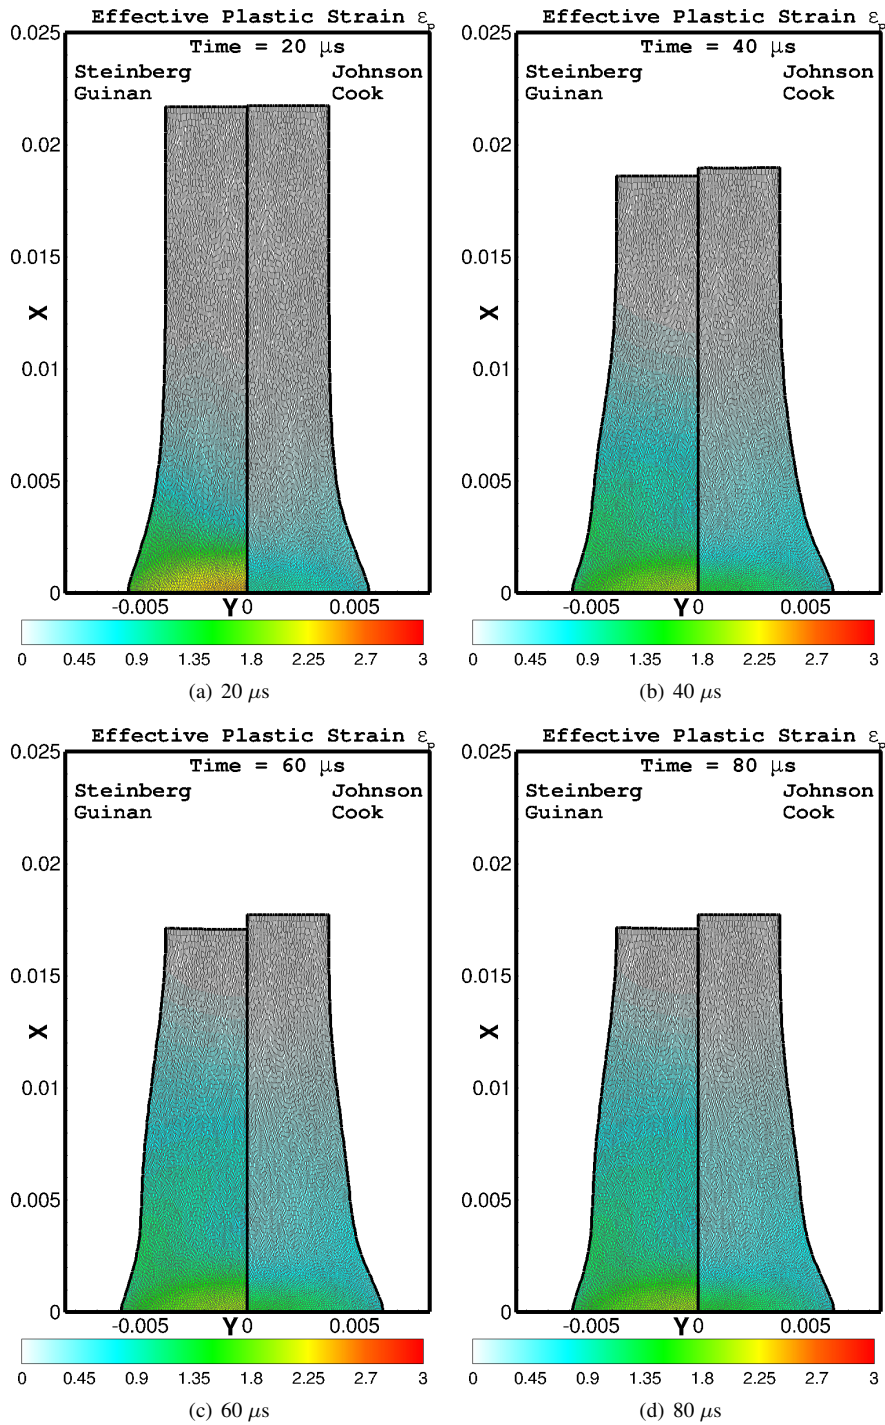 Effective Plastic Strain εp
Time = 20 μs
Steinberg Johnson
Guinan Cook
0.025
0.02
0.015
X
0.01
0.005
0
-0.005 Y 0 0.005
0 0.45 0.9 1.35 1.8 2.25 2.7 3
(a) 20 μs
Effective Plastic Strain εp
Time = 40 μs
Steinberg Johnson
Guinan Cook
0.025
0.02
0.015
X
0.01
0.005
0
-0.005 Y 0 0.005
0 0.45 0.9 1.35 1.8 2.25 2.7 3
(b) 40 μs
Effective Plastic Strain εp
Time = 60 μs
Steinberg Johnson
Guinan Cook
0.025
0.02
0.015
X
0.01
0.005
0
-0.005 Y 0 0.005
0 0.45 0.9 1.35 1.8 2.25 2.7 3
(c) 60 μs
Effective Plastic Strain εp
Time = 80 μs
Steinberg Johnson
Guinan Cook
0.025
0.02
0.015
X
0.01
0.005
0
-0.005 Y 0 0.005
0 0.45 0.9 1.35 1.8 2.25 2.7 3
(d) 80 μs